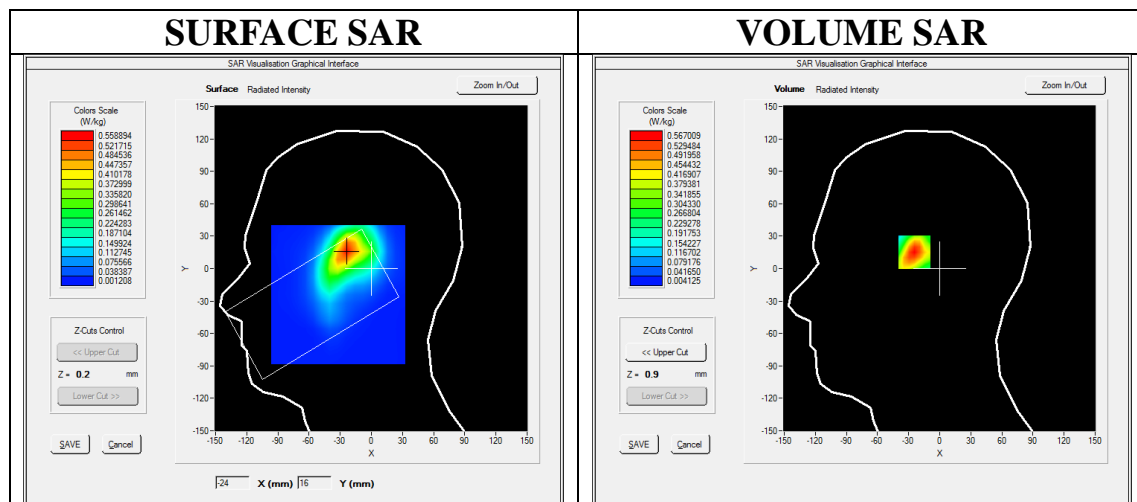 SURFACE SAR
VOLUME SAR
SAR Visualisation Graphical Interface
Surface Radiated Intensity
Zoom In/Out
Colors Scale
(W/kg)
0.558894
0.521715
0.484536
0.447357
0.410178
0.372999
0.335820
0.298641
0.261462
0.224283
0.187104
0.149924
0.112745
0.075566
0.038387
0.001208
Z-Cuts Control
<< Upper Cut
Z = 0.2 mm
Lower Cut >>
SAVE Cancel
150
120
90
60
30
0
-30
-60
-90
-120
-150
Y
-150 -120 -90 -60 -30 0 30 60 90 120 150
X
-24 X (mm) 16 Y (mm)
SAR Visualisation Graphical Interface
Volume Radiated Intensity
Zoom In/Out
Colors Scale
(W/kg)
0.567009
0.529484
0.491958
0.454432
0.416907
0.379381
0.341855
0.304330
0.266804
0.229278
0.191753
0.154227
0.116702
0.079176
0.041650
0.004125
Z-Cuts Control
<< Upper Cut
Z = 0.9 mm
Lower Cut >>
SAVE Cancel
150
120
90
60
30
0
-30
-60
-90
-120
-150
Y
-150 -120 -90 -60 -30 0 30 60 90 120 150
X